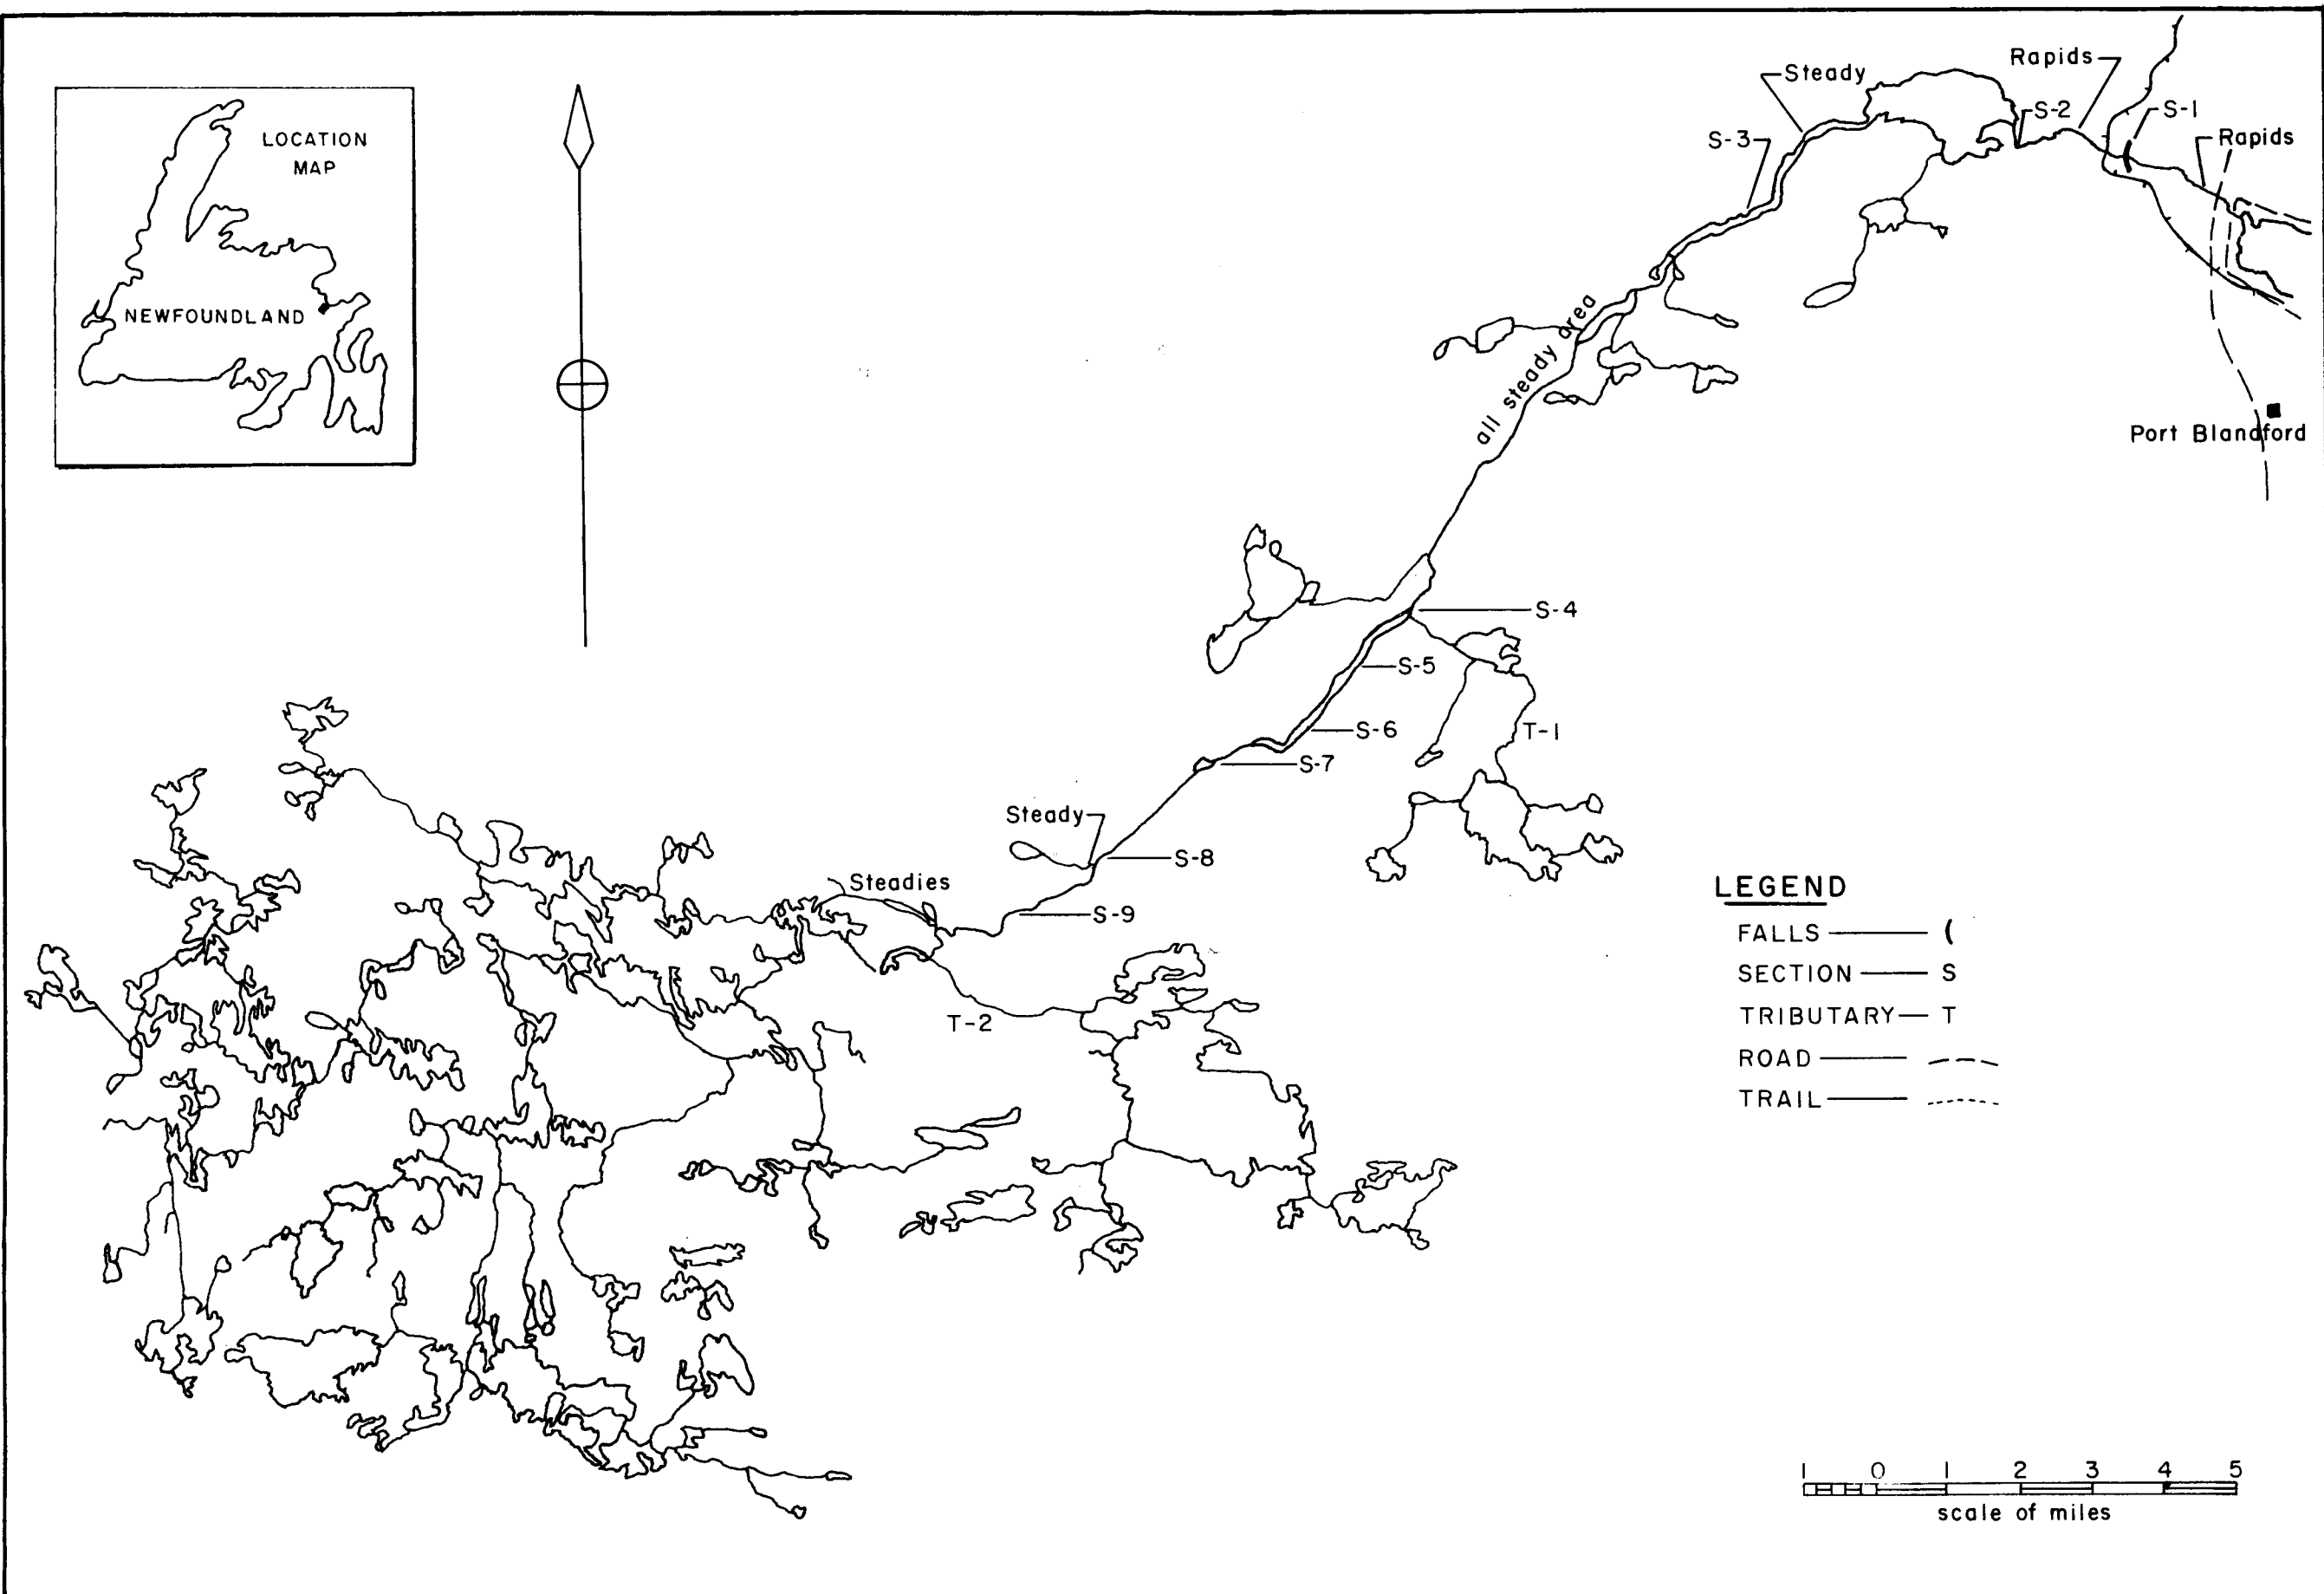 LOCATION
MAP
NEWFOUNDLAND
Steady
Rapids
S-2
S-1
S-3
Rapids
all steady area
Port Blandford
S-4
S-5
S-6
T-1
S-7
Steady
S-8
Steadies
S-9
T-2
LEGEND
FALLS (
SECTION S
TRIBUTARY T
ROAD
TRAIL
1 0 1 2 3 4 5
scale of miles